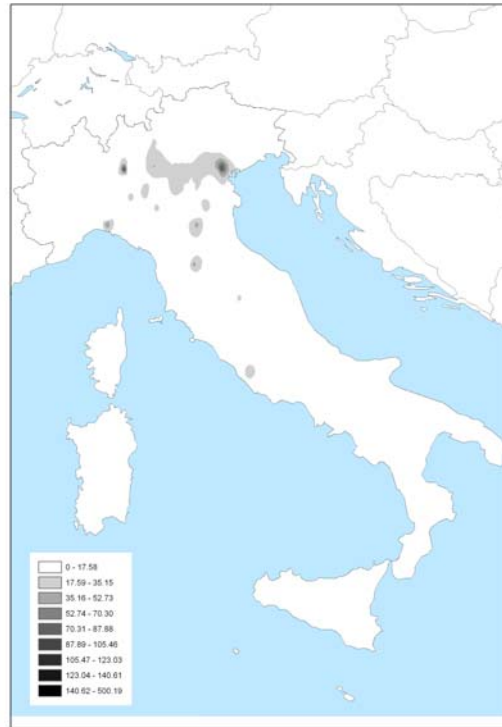 0 - 17.58
17.59 - 35.15
35.16 - 52.73
52.74 - 70.30
70.31 - 87.88
87.89 - 105.46
105.47 - 123.03
123.04 - 140.61
140.62 - 500.19